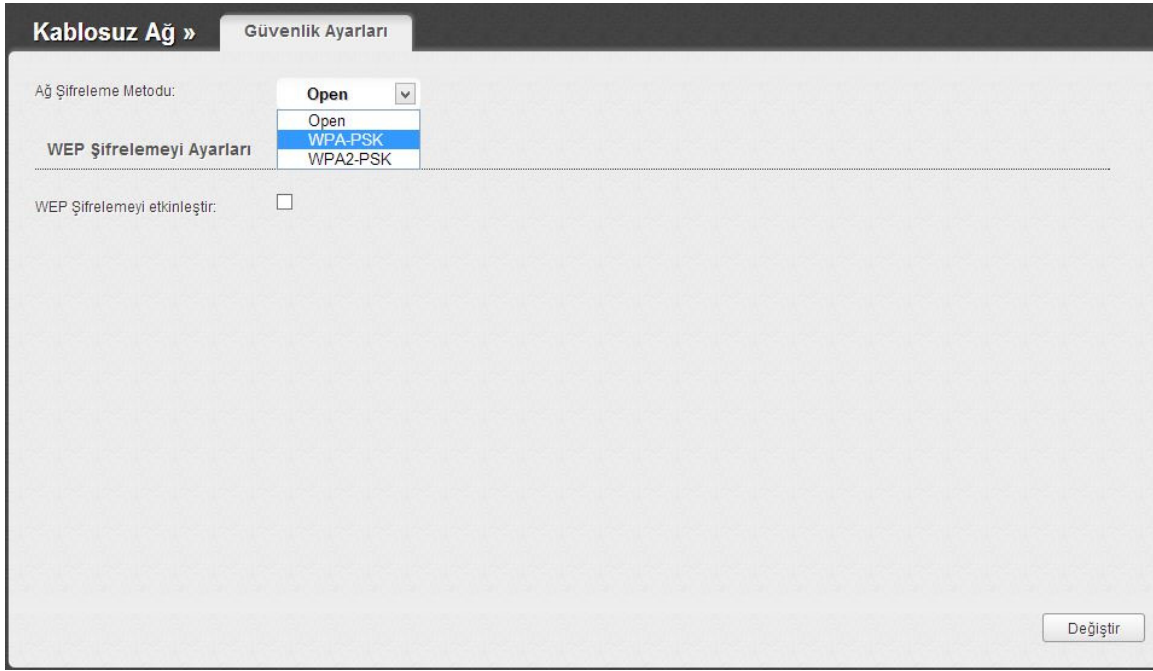 Kablosuz Ağ »
Güvenlik Ayarları
Ağ Şifreleme Metodu:
Open
Open
WPA-PSK
WPA2-PSK
WEP Şifrelemeyi Ayarları
WEP Şifrelemeyi etkinleştir:
Değiştir